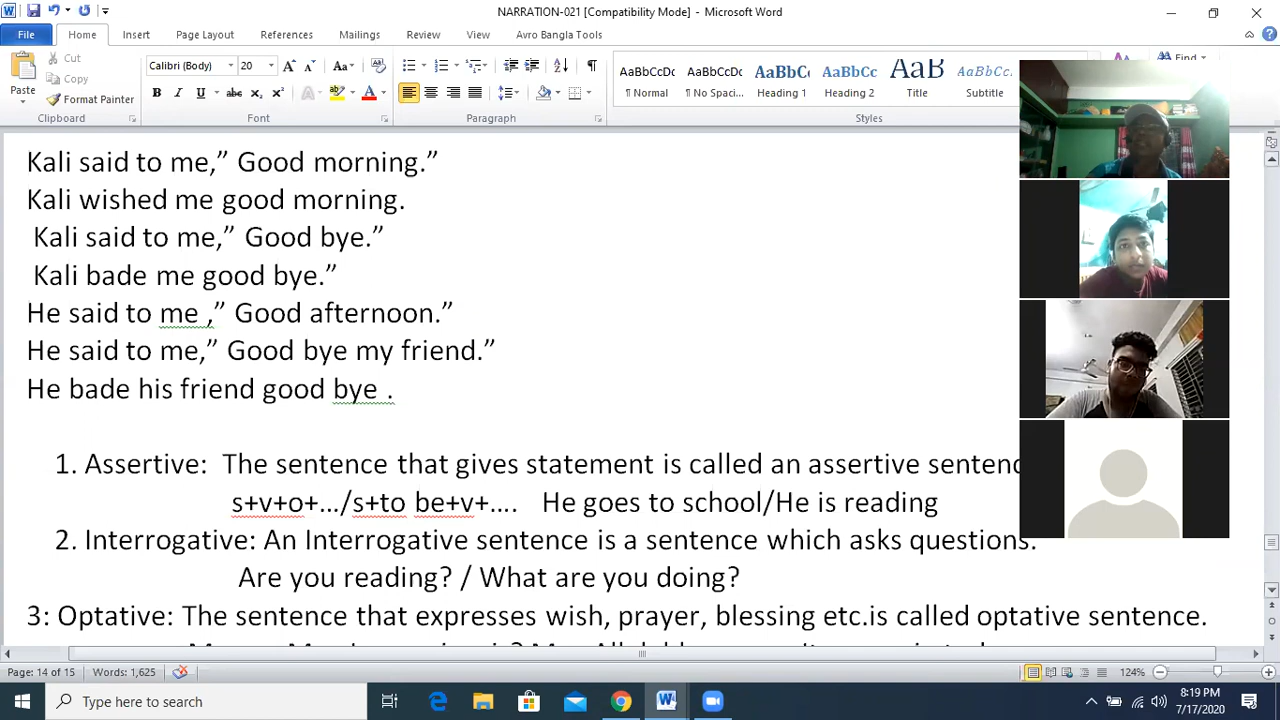 NARRATION-021 [Compatibility Mode] - Microsoft Word
File Home Insert Page Layout References Mailings Review View Avro Bangla Tools
Cut
Copy
Format Painter
Paste
Clipboard
Calibri (Body) 20
Font
Paragraph
AaBbCcDc AaBbCcDc AaBbC AaBbCc AaB AaBbCcDc
¶ Normal ¶ No Spaci... Heading 1 Heading 2 Title Subtitle
Styles
Find
Kali said to me,” Good morning.”
Kali wished me good morning.
Kali said to me,” Good bye.”
Kali bade me good bye.”
He said to me ,” Good afternoon.”
He said to me,” Good bye my friend.”
He bade his friend good bye .
1. Assertive: The sentence that gives statement is called an assertive sentenc
s+v+o+.../s+to be+v+.... He goes to school/He is reading
2. Interrogative: An Interrogative sentence is a sentence which asks questions.
Are you reading? / What are you doing?
3: Optative: The sentence that expresses wish, prayer, blessing etc.is called optative sentence.
Page: 14 of 15 Words: 1,625 124%
Type here to search
8:19 PM
7/17/2020